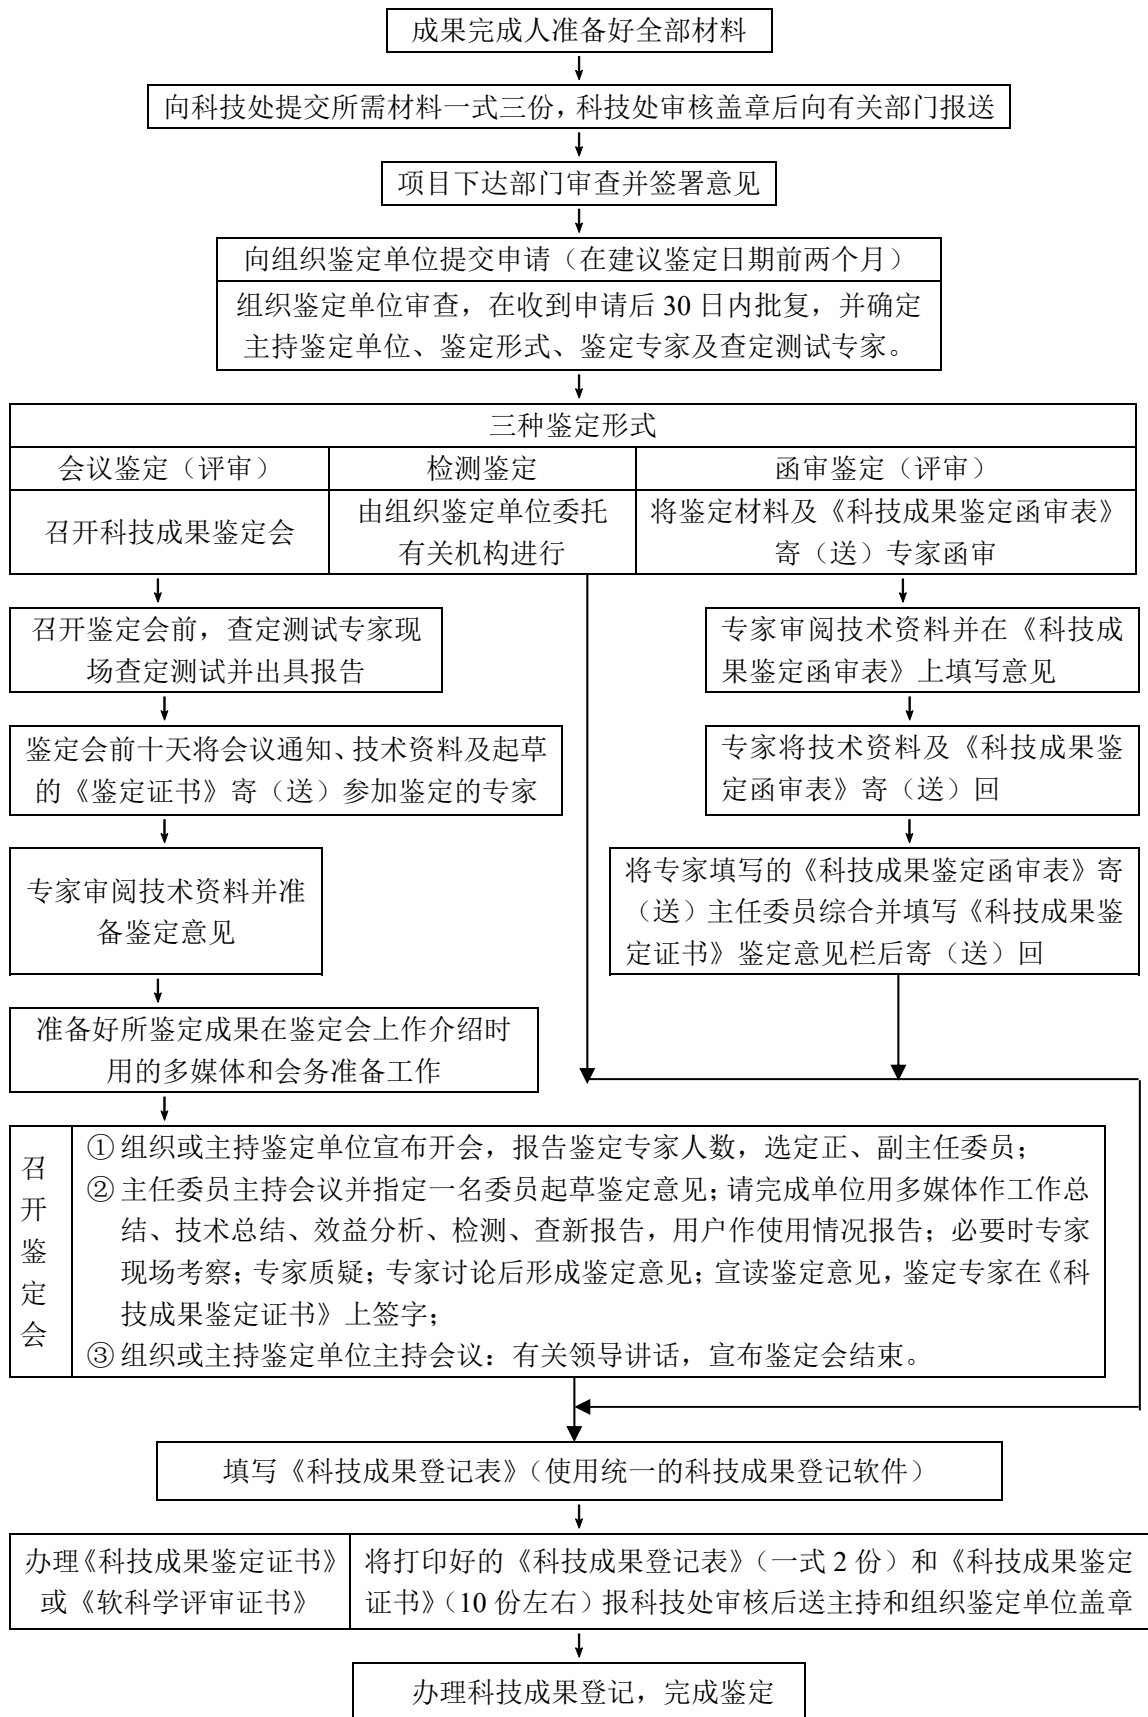 成果完成人准备好全部材料
向科技处提交所需材料一式三份，科技处审核盖章后向有关部门报送
项目下达部门审查并签署意见
向组织鉴定单位提交申请（在建议鉴定日期前两个月）
组织鉴定单位审查，在收到申请后 30 日内批复，并确定
主持鉴定单位、鉴定形式、鉴定专家及查定测试专家。
三种鉴定形式
会议鉴定（评审）
检测鉴定
函审鉴定（评审）
召开科技成果鉴定会
由组织鉴定单位委托
有关机构进行
将鉴定材料及《科技成果鉴定函审表》
寄（送）专家函审
召开鉴定会前，查定测试专家现
场查定测试并出具报告
鉴定会前十天将会议通知、技术资料及起草
的《鉴定证书》寄（送）参加鉴定的专家
专家审阅技术资料并准
备鉴定意见
准备好所鉴定成果在鉴定会上作介绍时
用的多媒体和会务准备工作
专家审阅技术资料并在《科技成
果鉴定函审表》上填写意见
专家将技术资料及《科技成果鉴
定函审表》寄（送）回
将专家填写的《科技成果鉴定函审表》寄
（送）主任委员综合并填写《科技成果鉴
定证书》鉴定意见栏后寄（送）回
召开鉴定会
① 组织或主持鉴定单位宣布开会，报告鉴定专家人数，选定正、副主任委员；
② 主任委员主持会议并指定一名委员起草鉴定意见；请完成单位用多媒体作工作总
结、技术总结、效益分析、检测、查新报告，用户作使用情况报告；必要时专家
现场考察；专家质疑；专家讨论后形成鉴定意见；宣读鉴定意见，鉴定专家在《科
技成果鉴定证书》上签字；
③ 组织或主持鉴定单位主持会议：有关领导讲话，宣布鉴定会结束。
填写《科技成果登记表》（使用统一的科技成果登记软件）
办理《科技成果鉴定证书》
或《软科学评审证书》
将打印好的《科技成果登记表》（一式 2 份）和《科技成果鉴定
证书》（10 份左右）报科技处审核后送主持和组织鉴定单位盖章
办理科技成果登记，完成鉴定